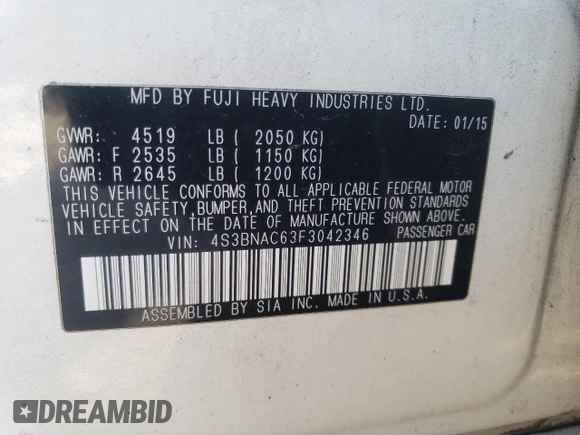 MFD BY FUJI HEAVY INDUSTRIES LTD.
DATE: 01/15
GVWR: 4519 LB ( 2050 KG)
GAWR: F 2535 LB ( 1150 KG)
GAWR: R 2645 LB ( 1200 KG)
THIS VEHICLE CONFORMS TO ALL APPLICABLE FEDERAL MOTOR
VEHICLE SAFETY,BUMPER,AND THEFT PREVENTION STANDARDS
IN EFFECT ON THE DATE OF MANUFACTURE SHOWN ABOVE.
VIN: 4S3BNAC63F3042346 PASSENGER CAR
ASSEMBLED BY SIA INC. MADE IN U.S.A.
DREAMBID